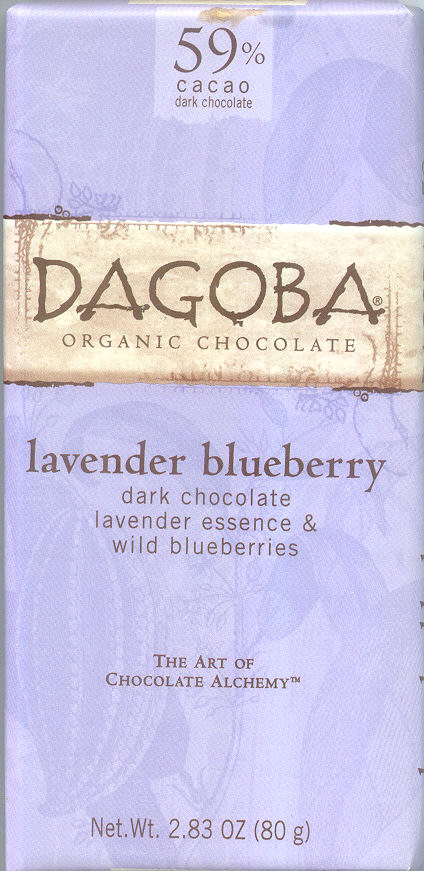 59%
cacao
dark chocolate
DAGOBA®
ORGANIC CHOCOLATE
lavender blueberry
dark chocolate
lavender essence &
wild blueberries
THE ART OF
CHOCOLATE ALCHEMY™
Net.Wt. 2.83 OZ (80 g)